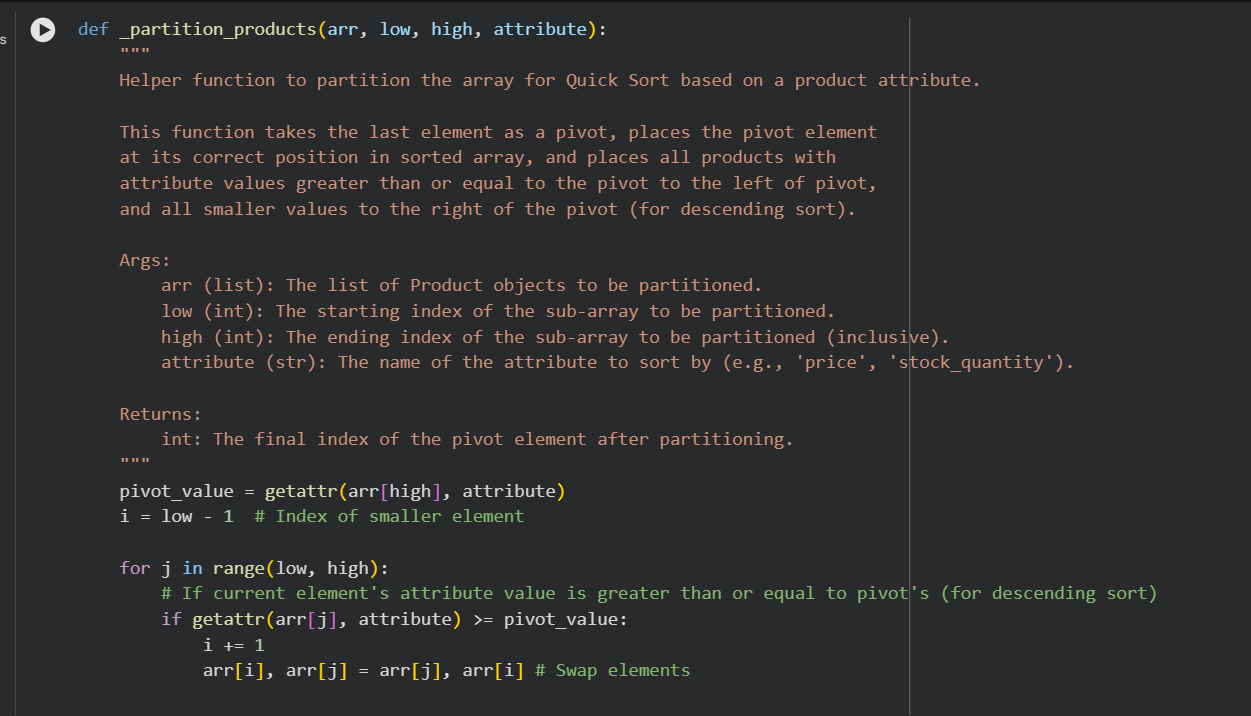 s
def _partition_products(arr, low, high, attribute):
    """
    Helper function to partition the array for Quick Sort based on a product attribute.

    This function takes the last element as a pivot, places the pivot element
    at its correct position in sorted array, and places all products with
    attribute values greater than or equal to the pivot to the left of pivot,
    and all smaller values to the right of the pivot (for descending sort).

    Args:
        arr (list): The list of Product objects to be partitioned.
        low (int): The starting index of the sub-array to be partitioned.
        high (int): The ending index of the sub-array to be partitioned (inclusive).
        attribute (str): The name of the attribute to sort by (e.g., 'price', 'stock_quantity').

    Returns:
        int: The final index of the pivot element after partitioning.
    """
    pivot_value = getattr(arr[high], attribute)
    i = low - 1  # Index of smaller element

    for j in range(low, high):
        # If current element's attribute value is greater than or equal to pivot's (for descending sort)
        if getattr(arr[j], attribute) >= pivot_value:
            i += 1
            arr[i], arr[j] = arr[j], arr[i] # Swap elements